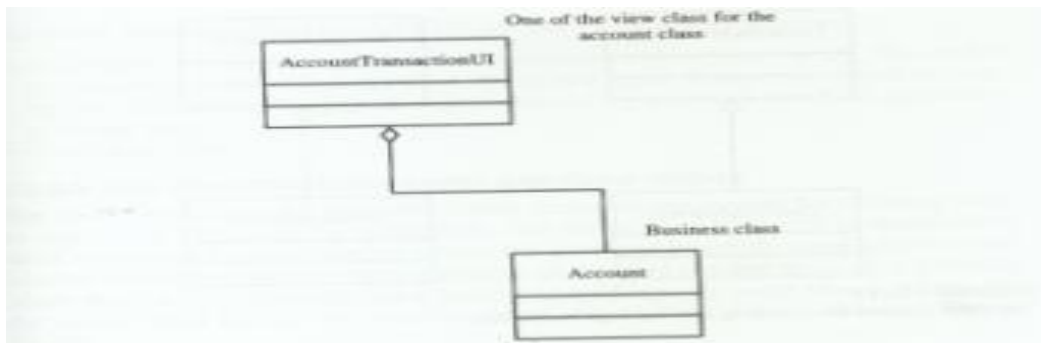 One of the view class for the
account class
AccountTransactionUI
Business class
Account